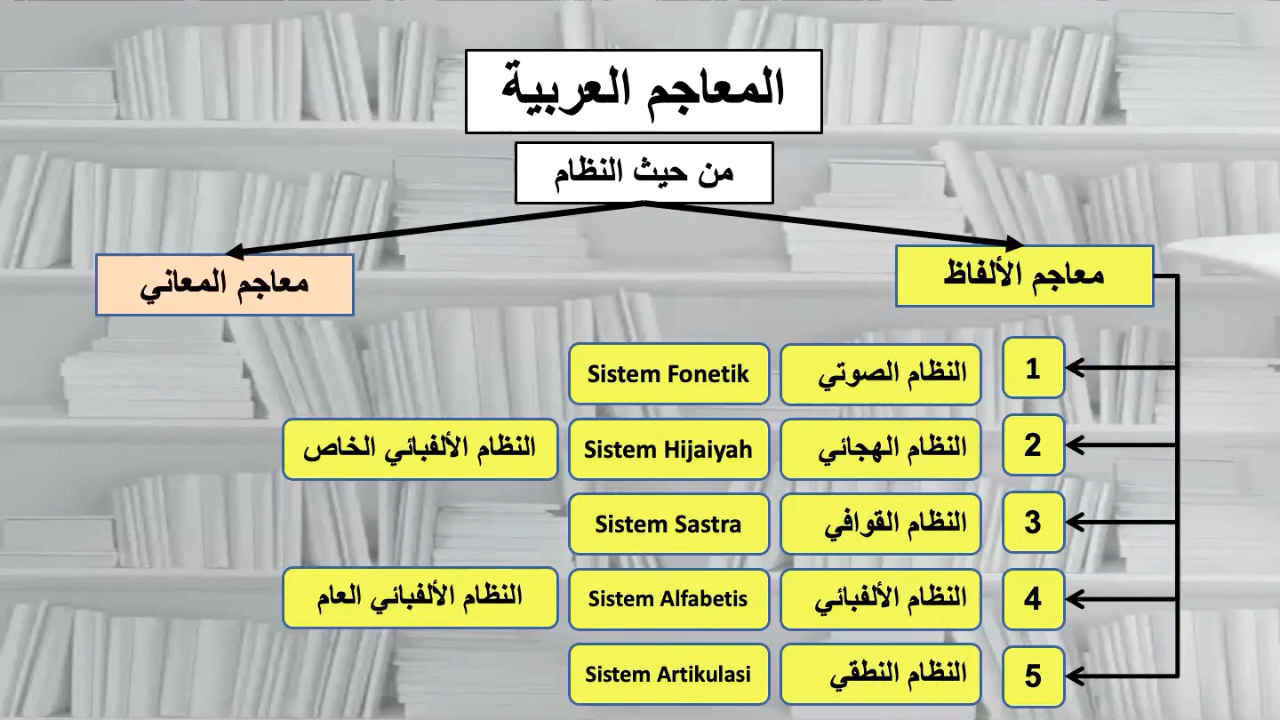 المعاجم العربية
من حيث النظام
معاجم الألفاظ
معاجم المعاني
1 النظام الصوتي Sistem Fonetik
2 النظام الهجائي Sistem Hijaiyah النظام الألفبائي الخاص
3 النظام القوافي Sistem Sastra
4 النظام الألفبائي Sistem Alfabetis النظام الألفبائي العام
5 النظام النطقي Sistem Artikulasi